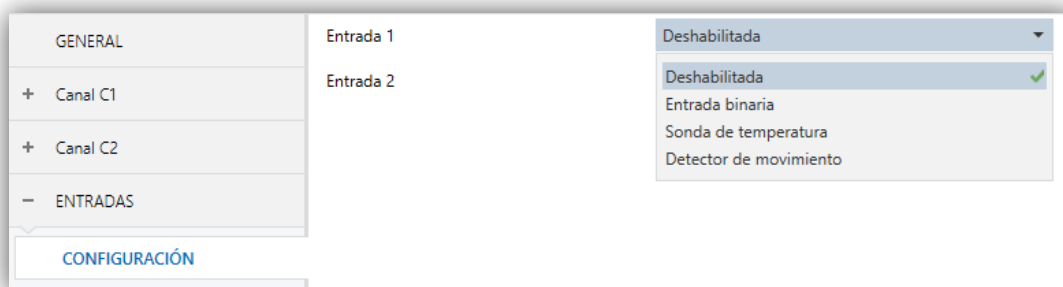 GENERAL
+ Canal C1
+ Canal C2
− ENTRADAS
CONFIGURACIÓN
Entrada 1
Deshabilitada
Entrada 2
Deshabilitada
Entrada binaria
Sonda de temperatura
Detector de movimiento